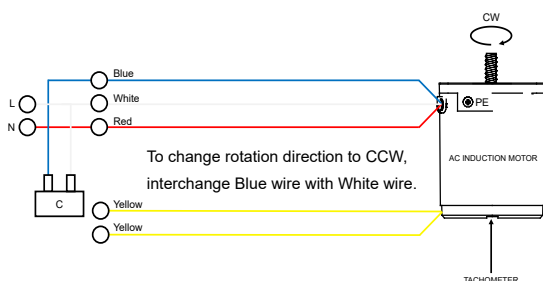 CW
Blue
L
White
PE
N
Red
To change rotation direction to CCW,
interchange Blue wire with White wire.
AC INDUCTION MOTOR
C
Yellow
Yellow
TACHOMETER